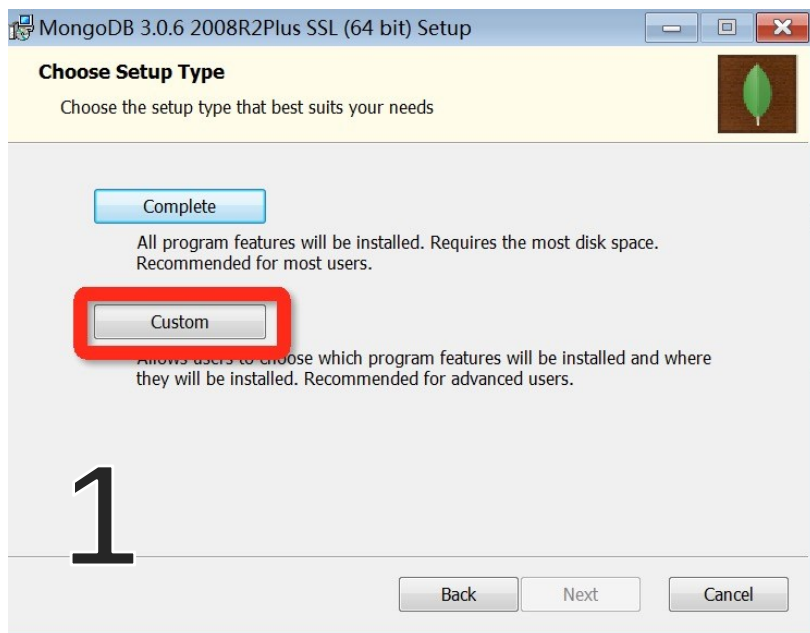 MongoDB 3.0.6 2008R2Plus SSL (64 bit) Setup
Choose Setup Type
Choose the setup type that best suits your needs
Complete
All program features will be installed. Requires the most disk space.
Recommended for most users.
Custom
Allows users to choose which program features will be installed and where
they will be installed. Recommended for advanced users.
1
Back Next Cancel